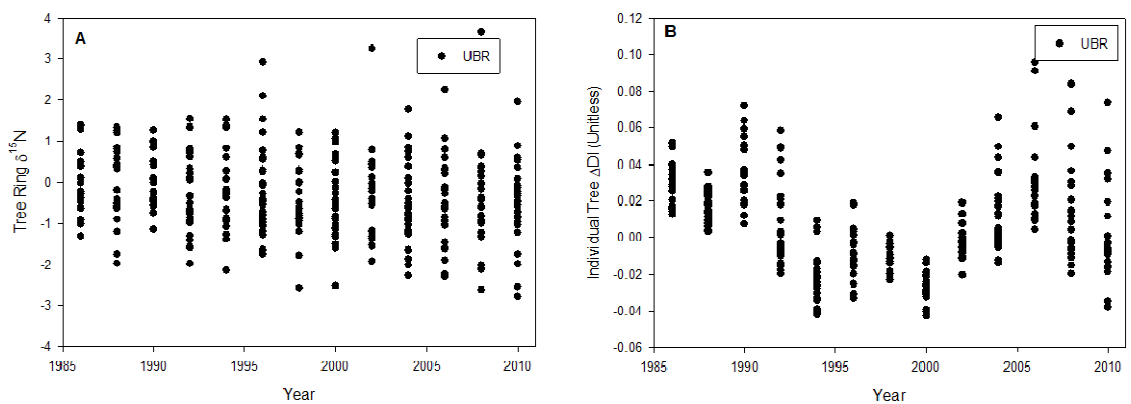 A
UBR
4
3
2
1
0
-1
-2
-3
-4
Tree Ring δ15N
1985 1990 1995 2000 2005 2010
Year
B
UBR
0.12
0.10
0.08
0.06
0.04
0.02
0.00
-0.02
-0.04
-0.06
Individual Tree ΔDI (Unitless)
1985 1990 1995 2000 2005 2010
Year